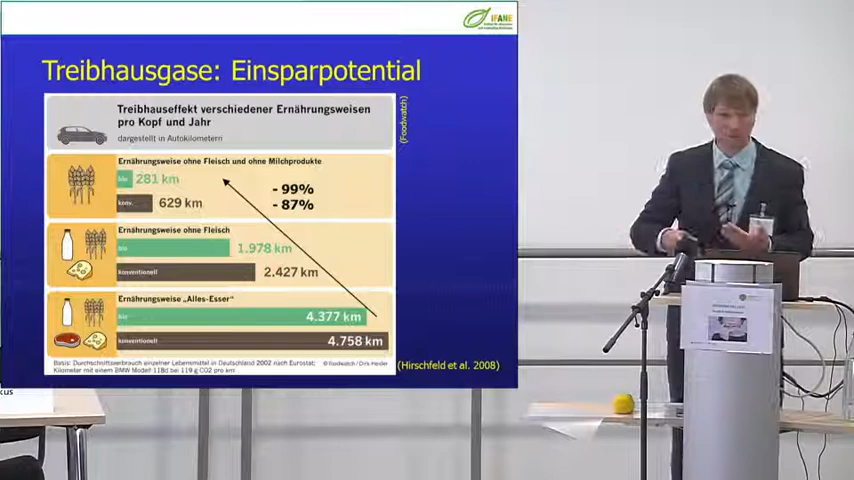 IFANE
Treibhausgase: Einsparpotential
Treibhauseffekt verschiedener Ernährungsweisen
pro Kopf und Jahr
dargestellt in Autokilometern
(Foodwatch)
Ernährungsweise ohne Fleisch und ohne Milchprodukte
bio 281 km
konv. 629 km
- 99%
- 87%
Ernährungsweise ohne Fleisch
bio 1.978 km
konventionell 2.427 km
Ernährungsweise „Alles-Esser“
bio 4.377 km
konventionell 4.758 km
Basis: Durchschnittsverbrauch einzelner Lebensmittel in Deutschland 2002 nach Eurostat; © foodwatch / Dirk Heider
Kilometer mit einem BMW Modell 118d bei 119 g CO2 pro km
(Hirschfeld et al. 2008)
kus